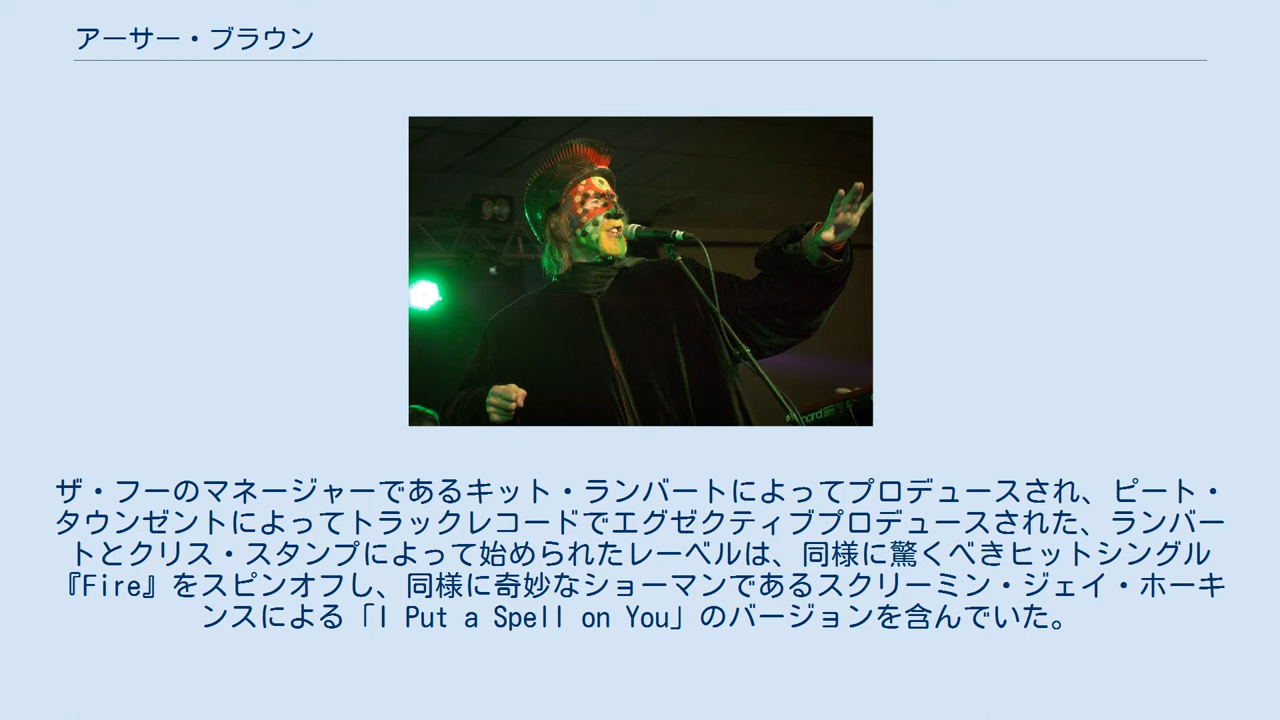 アーサー・ブラウン
nord
ザ・フーのマネージャーであるキット・ランバートによってプロデュースされ、ピート・
タウンゼントによってトラックレコードでエグゼクティブプロデュースされた、ランバー
トとクリス・スタンプによって始められたレーベルは、同様に驚くべきヒットシングル
『Fire』をスピンオフし、同様に奇妙なショーマンであるスクリーミン・ジェイ・ホーキ
ンスによる「I Put a Spell on You」のバージョンを含んでいた。